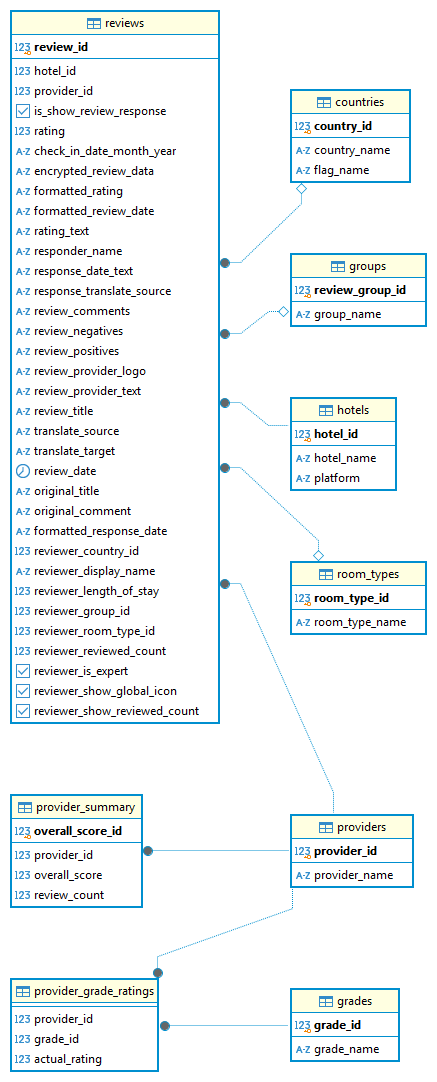 reviews
123 review_id
123 hotel_id
123 provider_id
is_show_review_response
123 rating
A-Z check_in_date_month_year
A-Z encrypted_review_data
A-Z formatted_rating
A-Z formatted_review_date
A-Z rating_text
A-Z responder_name
A-Z response_date_text
A-Z response_translate_source
A-Z review_comments
A-Z review_negatives
A-Z review_positives
A-Z review_provider_logo
A-Z review_provider_text
A-Z review_title
A-Z translate_source
A-Z translate_target
review_date
A-Z original_title
A-Z original_comment
A-Z formatted_response_date
123 reviewer_country_id
A-Z reviewer_display_name
123 reviewer_length_of_stay
123 reviewer_group_id
123 reviewer_room_type_id
123 reviewer_reviewed_count
reviewer_is_expert
reviewer_show_global_icon
reviewer_show_reviewed_count
countries
123 country_id
A-Z country_name
A-Z flag_name
groups
123 review_group_id
A-Z group_name
hotels
123 hotel_id
A-Z hotel_name
A-Z platform
room_types
123 room_type_id
A-Z room_type_name
provider_summary
123 overall_score_id
123 provider_id
123 overall_score
123 review_count
providers
123 provider_id
A-Z provider_name
provider_grade_ratings
123 provider_id
123 grade_id
123 actual_rating
grades
123 grade_id
A-Z grade_name